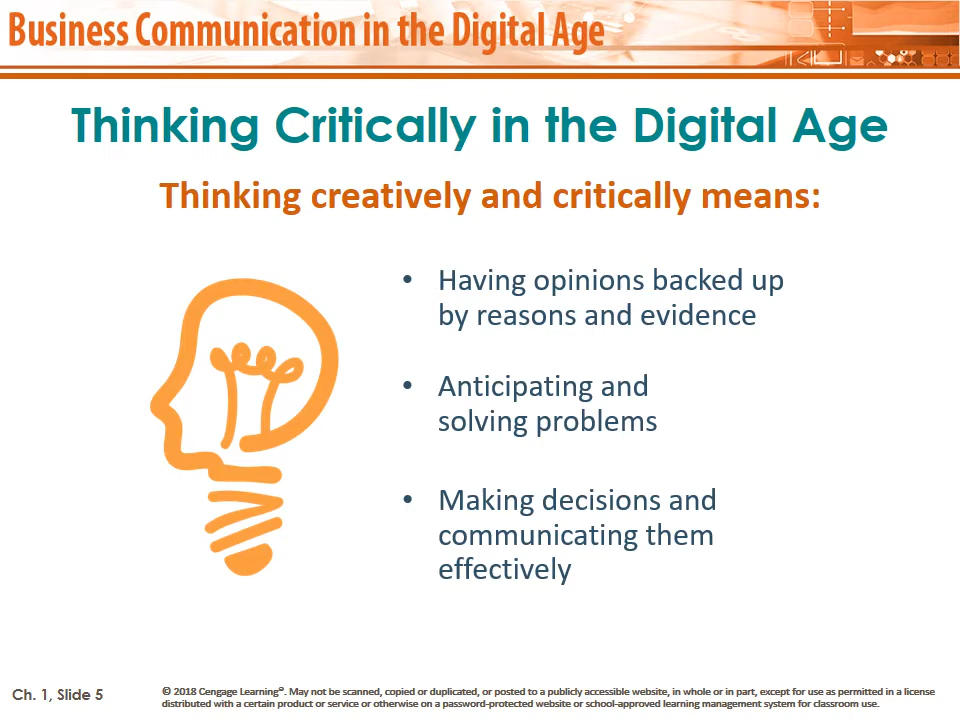 Business Communication in the Digital Age
Thinking Critically in the Digital Age
Thinking creatively and critically means:
• Having opinions backed up
by reasons and evidence
• Anticipating and
solving problems
• Making decisions and
communicating them
effectively
Ch. 1, Slide 5
© 2018 Cengage Learning®. May not be scanned, copied or duplicated, or posted to a publicly accessible website, in whole or in part, except for use as permitted in a license
distributed with a certain product or service or otherwise on a password-protected website or school-approved learning management system for classroom use.